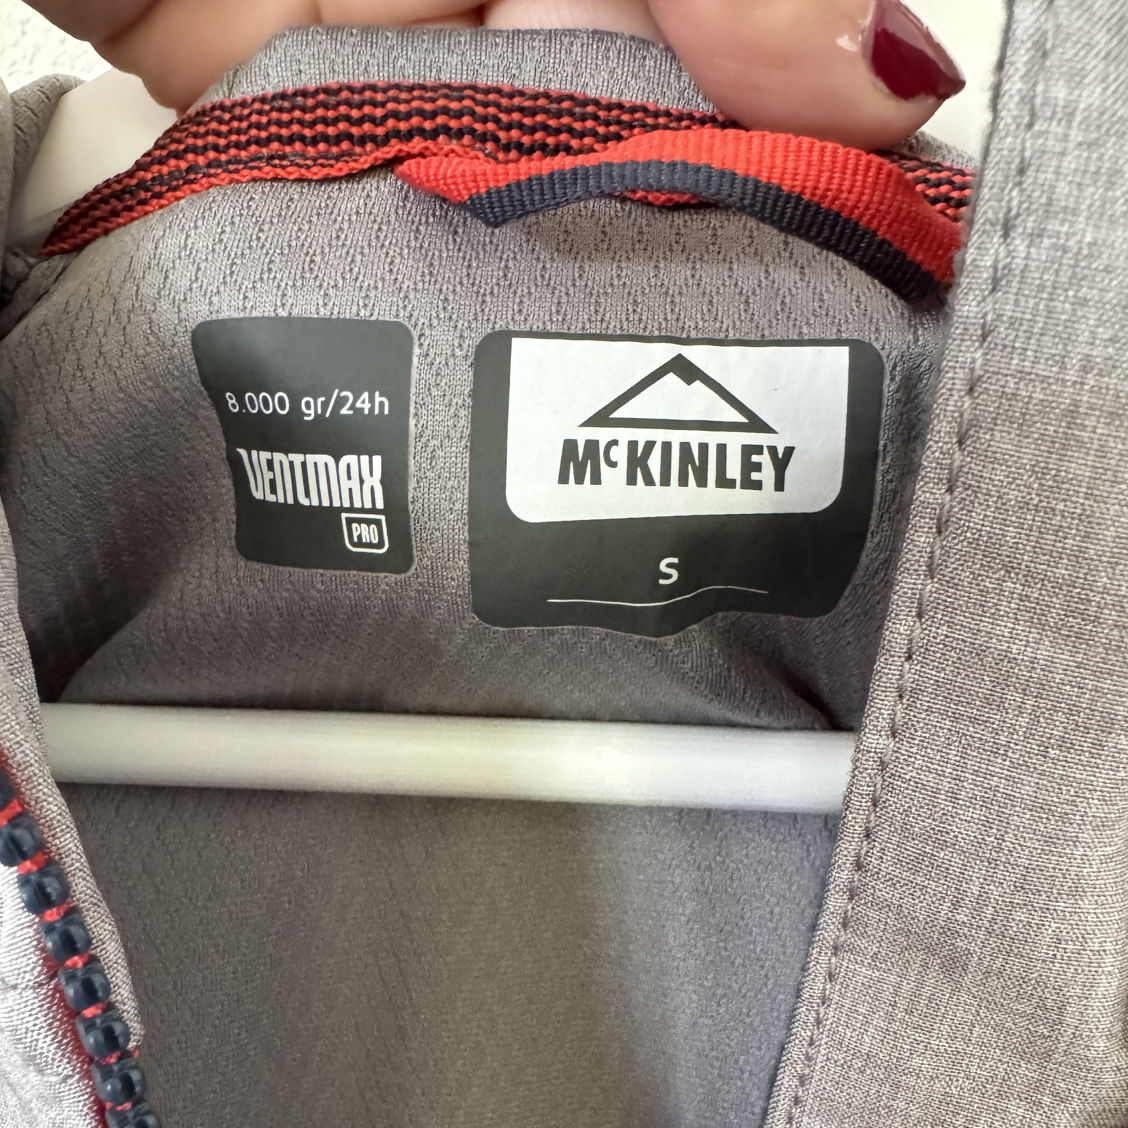 8.000 gr/24h
VENTMAX
PRO
McKINLEY
S